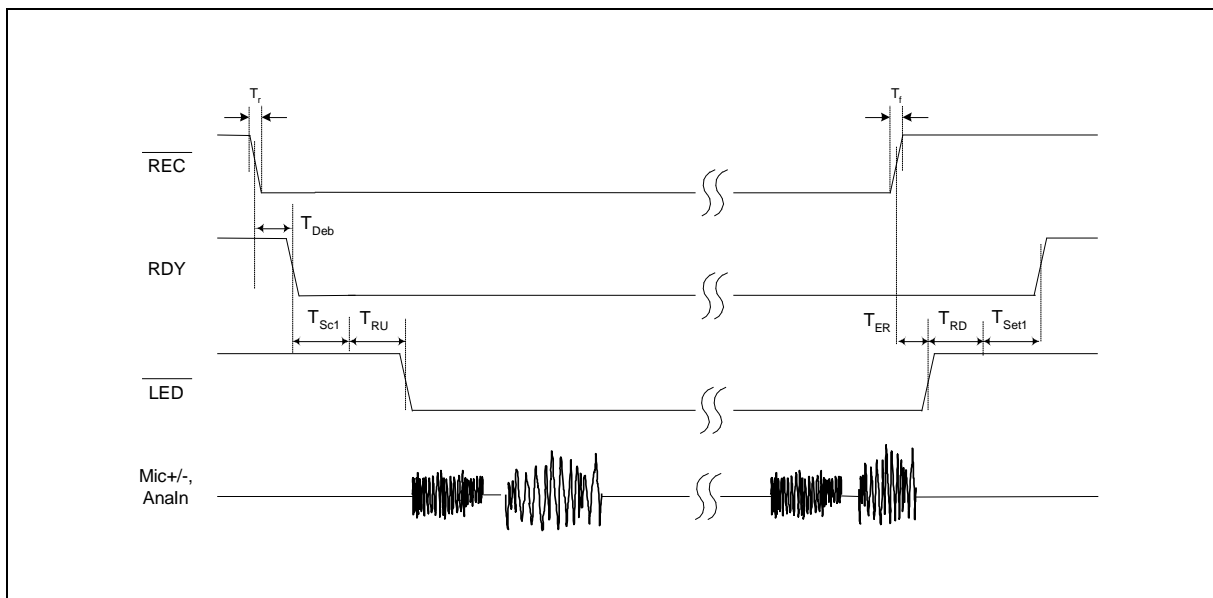 Tr
Tf
REC
TDeb
RDY
TSc1
TRU
TER
TRD
TSet1
LED
Mic+/-,
AnaIn